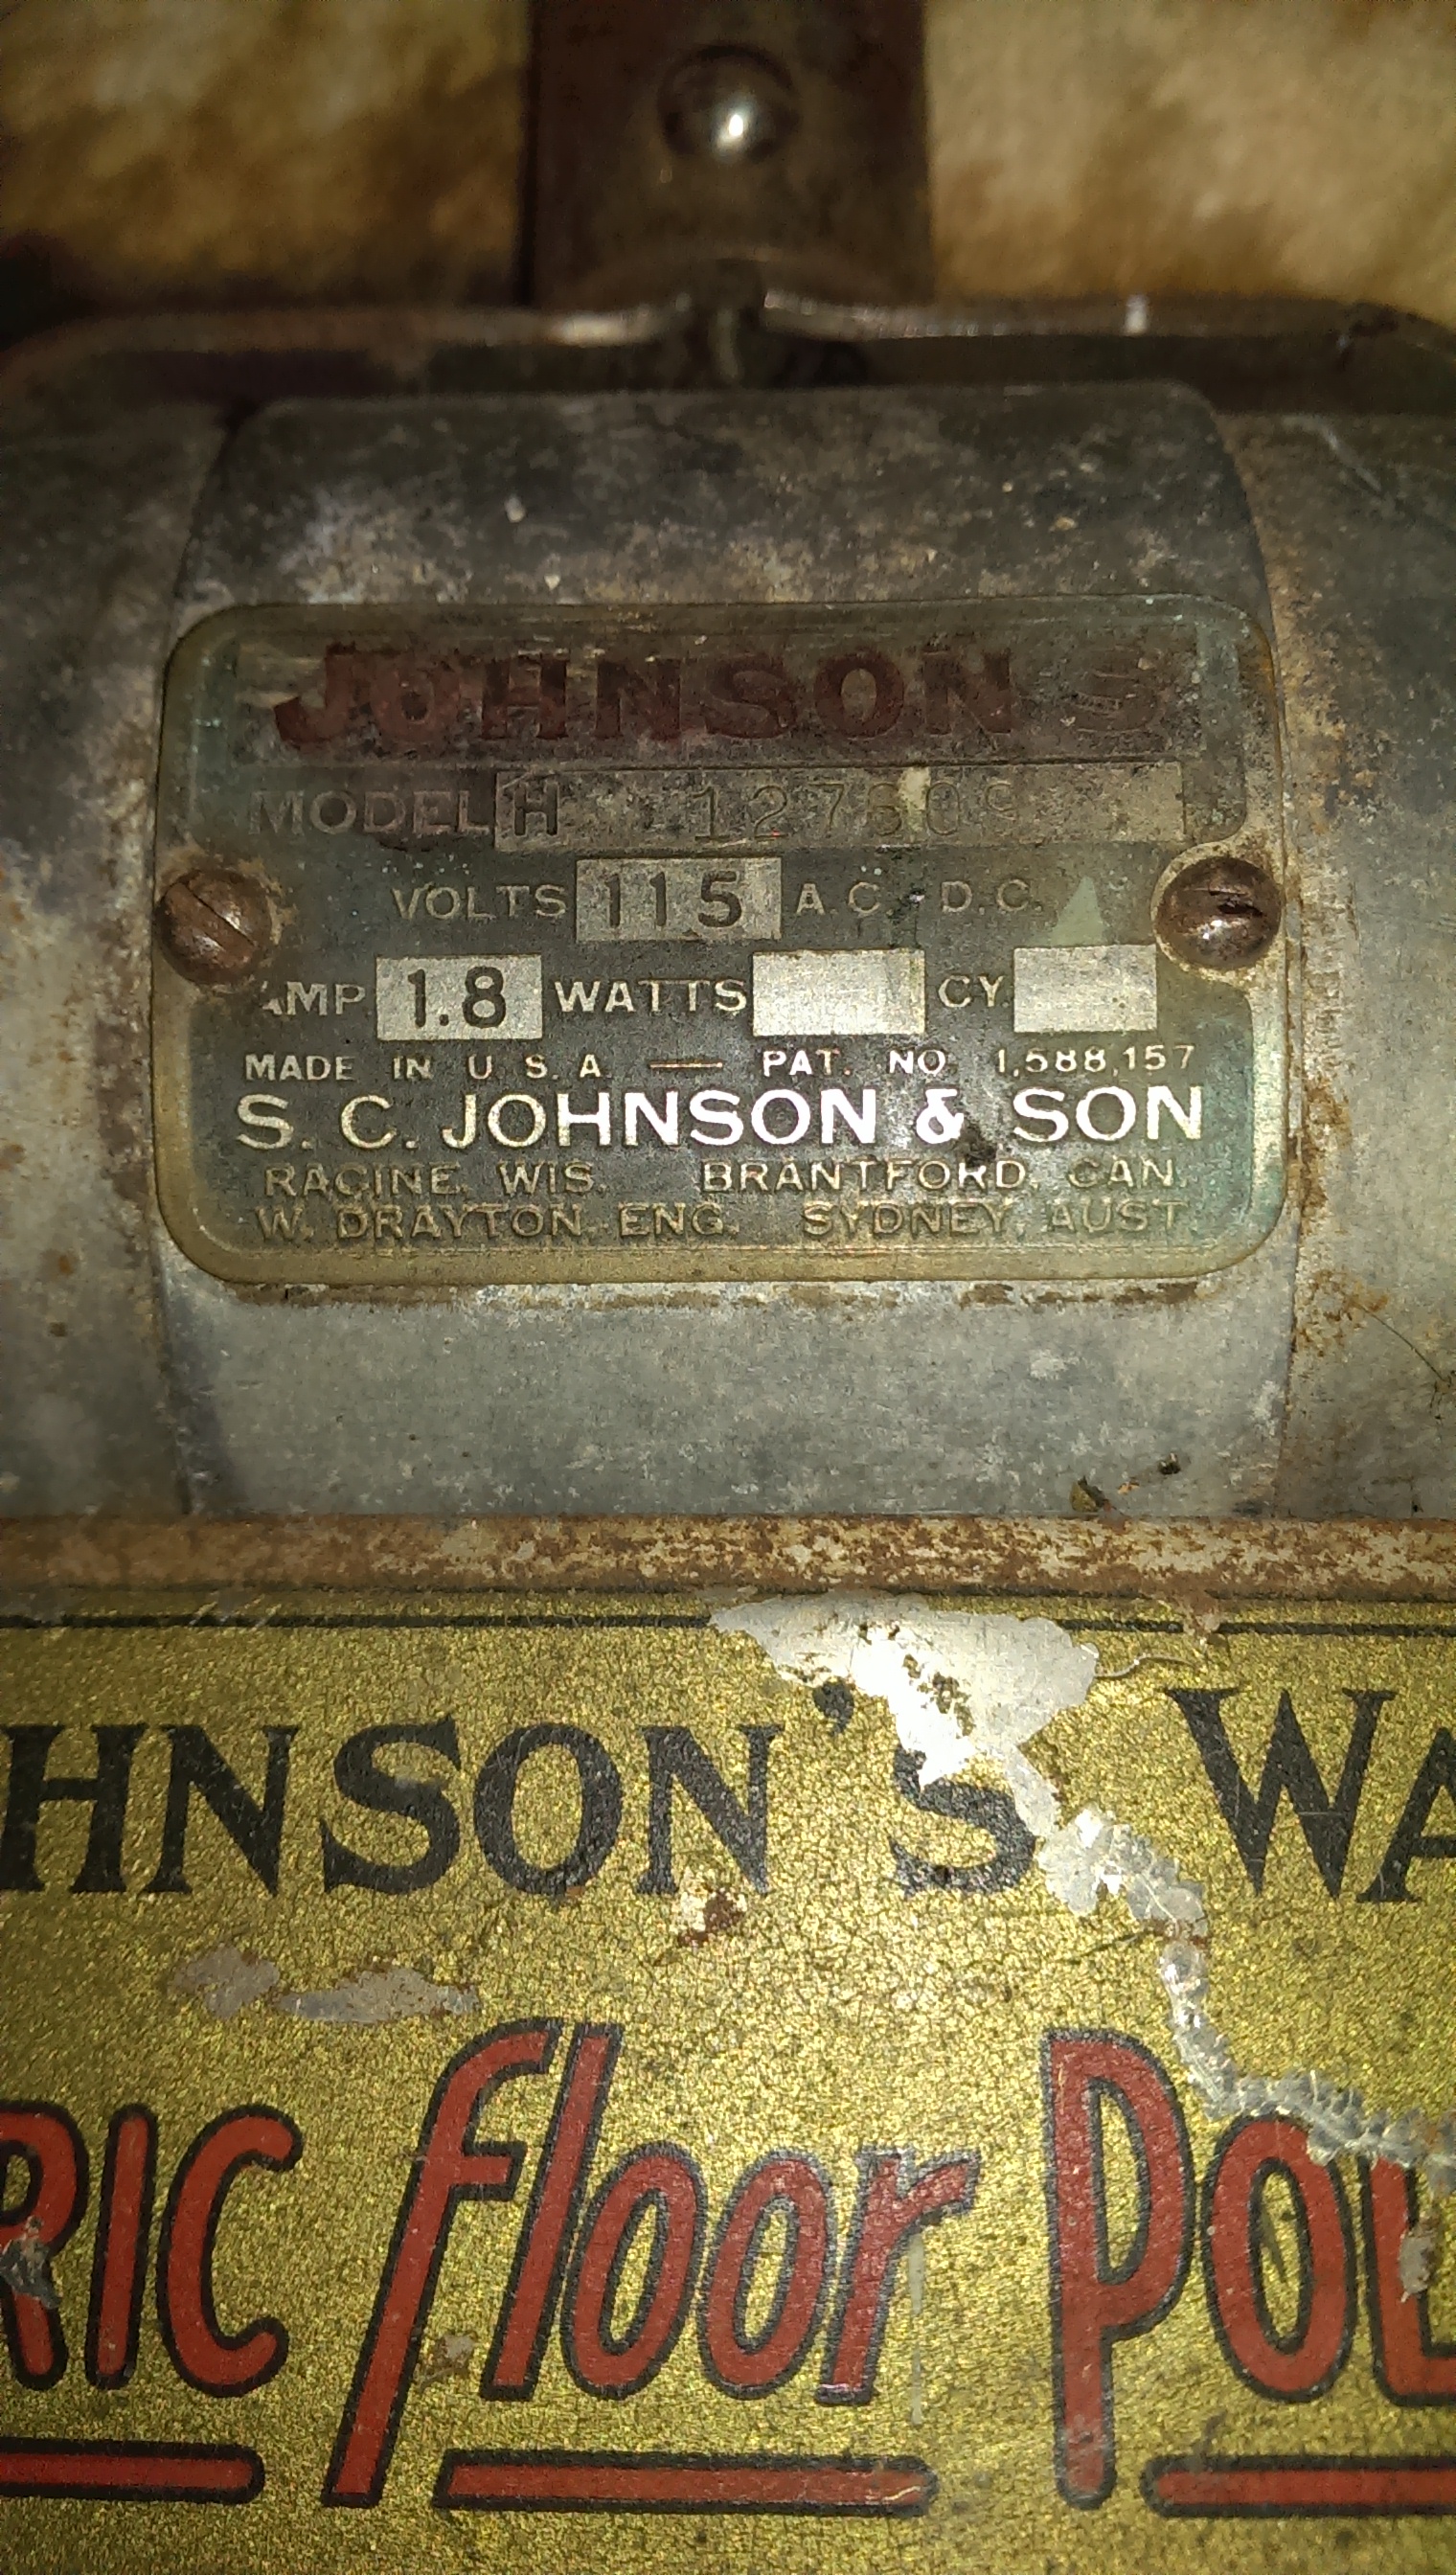 JOHNSON'S
MODEL H 127609
VOLTS 115 A.C. D.C.
AMP. 1.8 WATTS CY.
MADE IN U.S.A. — PAT. NO. 1,588,157
S. C. JOHNSON & SON
RACINE, WIS. BRANTFORD, CAN.
W. DRAYTON, ENG. SYDNEY, AUST.
HNSON'S WA
RIC floor POL